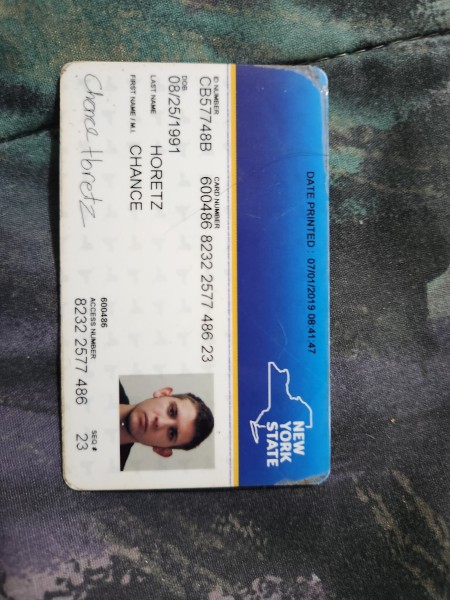 NEW
YORK
STATE
DATE PRINTED : 07/01/2019 08:41:47
ID NUMBER CARD NUMBER
CB57748B 600486 8232 2577 486 23
DOB
08/25/1991
LAST NAME HORETZ
FIRST NAME / M.I. CHANCE
Chance Horetz
600486
ACCESS NUMBER SEQ #
8232 2577 486 23